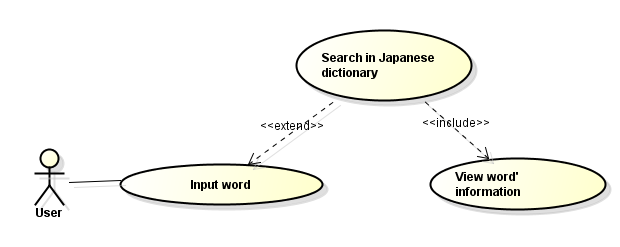 Search in Japanese
dictionary
<<extend>>
<<include>>
Input word
View word'
information
User